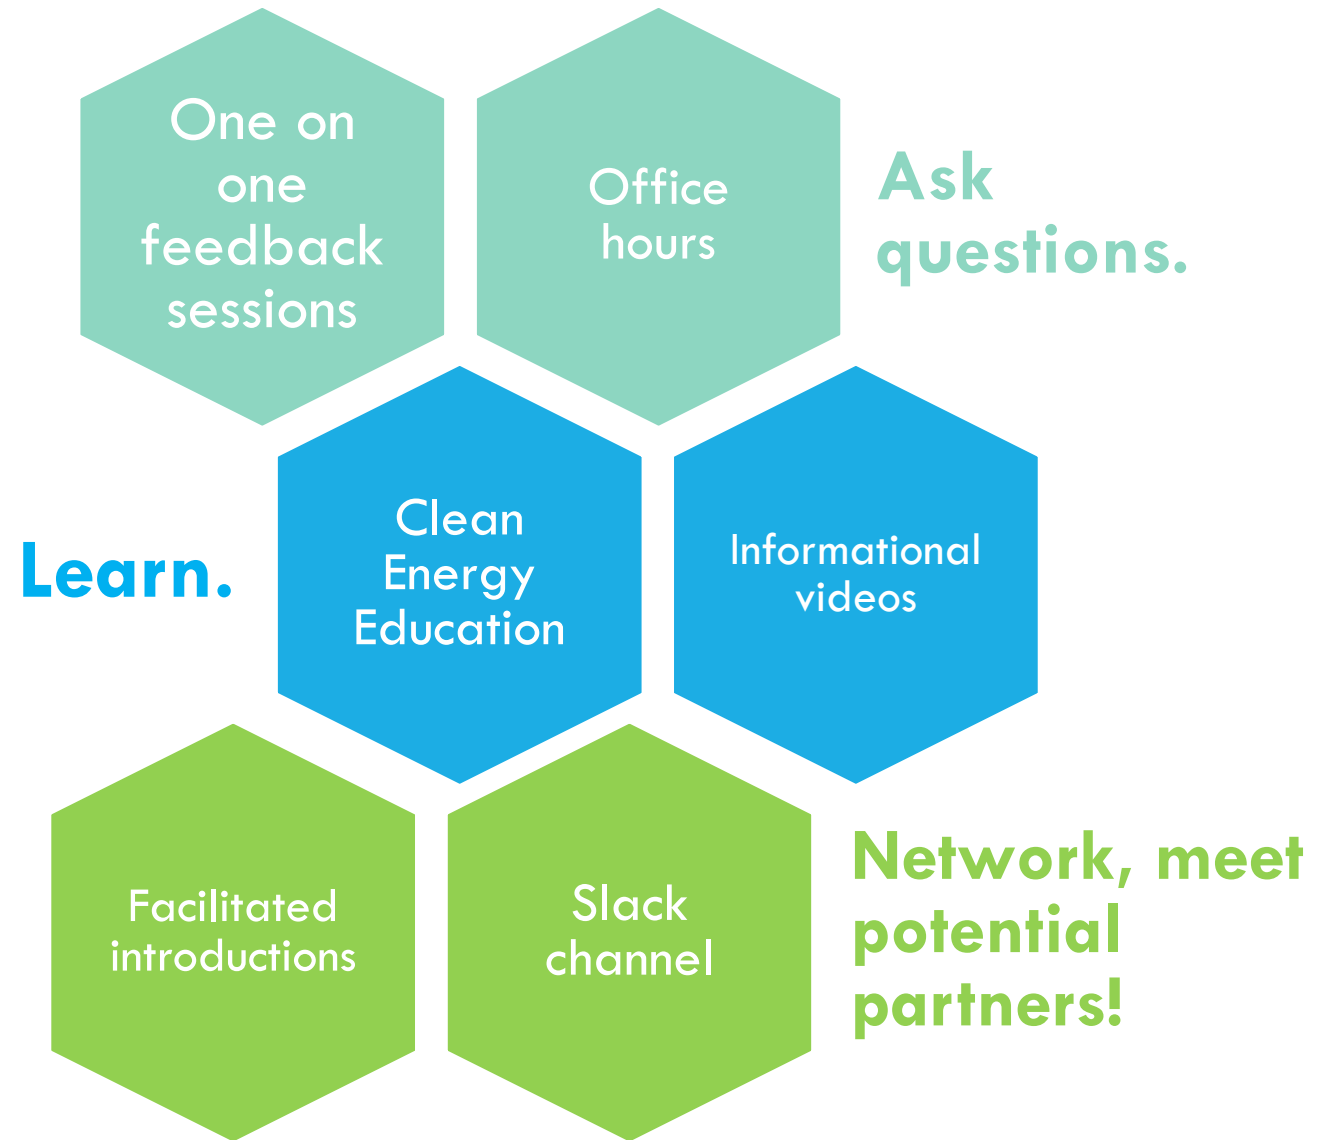 One on
one
feedback
sessions
Office
hours
Ask
questions.
Learn.
Clean
Energy
Education
Informational
videos
Facilitated
introductions
Slack
channel
Network, meet
potential
partners!